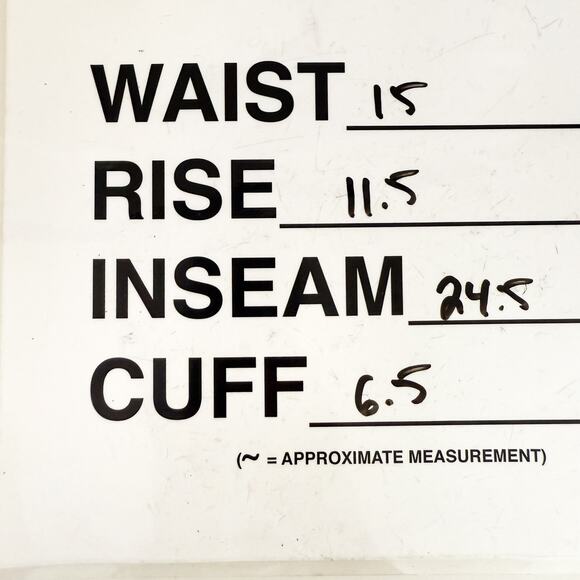 WAIST 15
RISE 11.5
INSEAM 24.5
CUFF 6.5
(~ = APPROXIMATE MEASUREMENT)